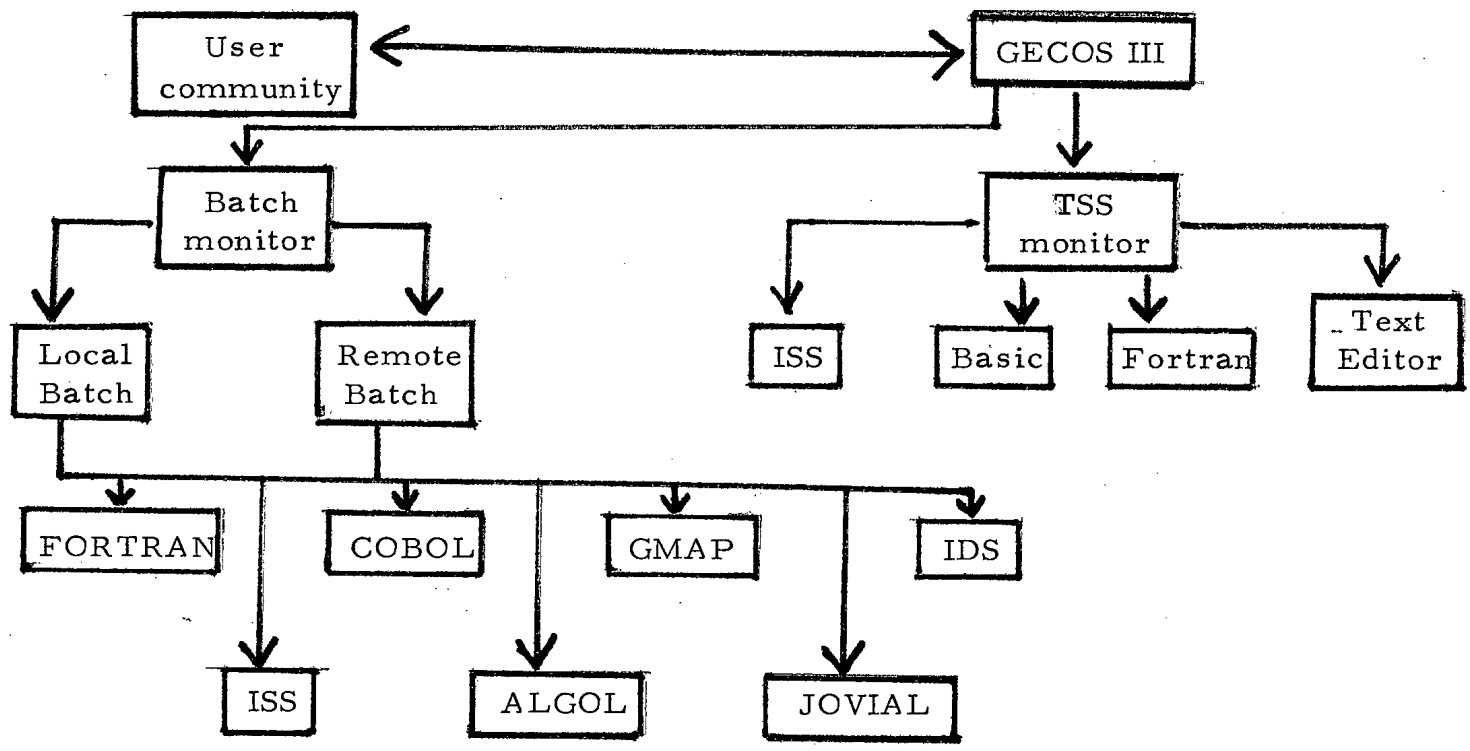 User
community
GECOS III
Batch
monitor
TSS
monitor
Local
Batch
Remote
Batch
ISS
Basic
Fortran
Text
Editor
FORTRAN
COBOL
GMAP
IDS
ISS
ALGOL
JOVIAL